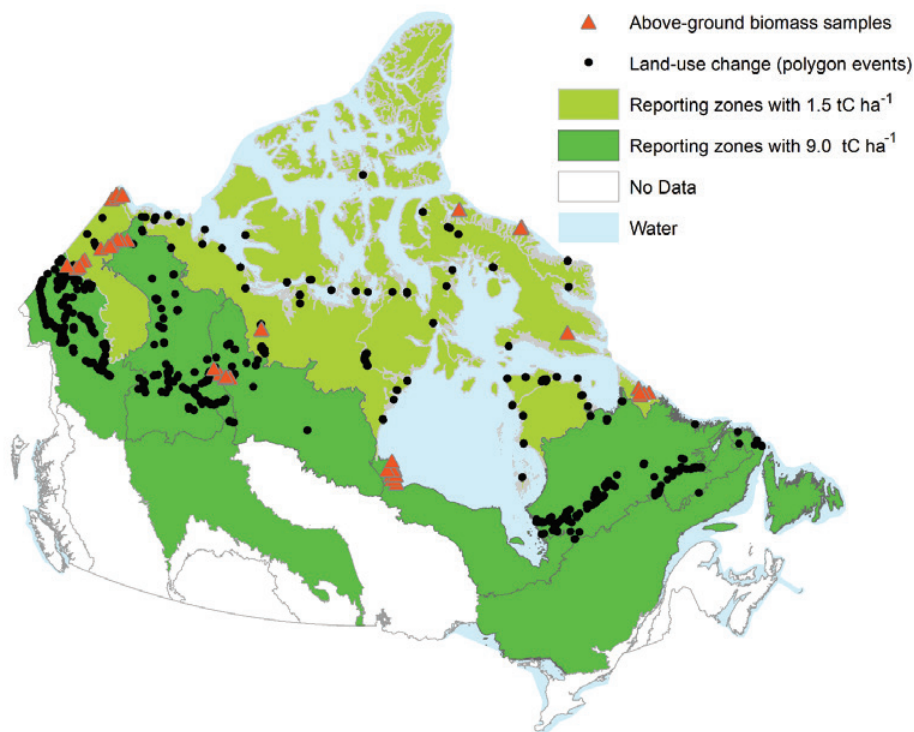 Above-ground biomass samples
Land-use change (polygon events)
Reporting zones with 1.5 tC ha⁻¹
Reporting zones with 9.0 tC ha⁻¹
No Data
Water